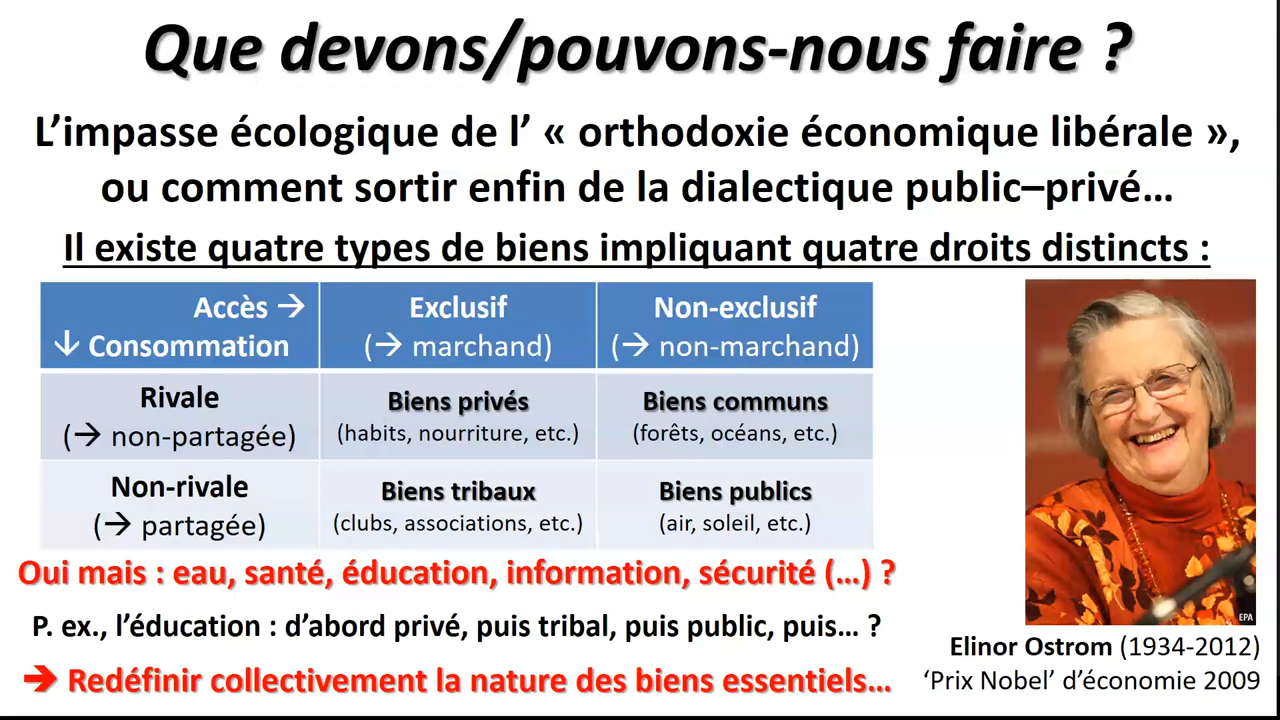 Que devons/pouvons-nous faire ?
L’impasse écologique de l’ « orthodoxie économique libérale »,
ou comment sortir enfin de la dialectique public–privé…
Il existe quatre types de biens impliquant quatre droits distincts :
Accès →
↓ Consommation
Exclusif
(→ marchand)
Non-exclusif
(→ non-marchand)
Rivale
(→ non-partagée)
Biens privés
(habits, nourriture, etc.)
Biens communs
(forêts, océans, etc.)
Non-rivale
(→ partagée)
Biens tribaux
(clubs, associations, etc.)
Biens publics
(air, soleil, etc.)
Oui mais : eau, santé, éducation, information, sécurité (…) ?
P. ex., l’éducation : d’abord privé, puis tribal, puis public, puis… ?
→ Redéfinir collectivement la nature des biens essentiels…
EPA
Elinor Ostrom (1934-2012)
‘Prix Nobel’ d’économie 2009